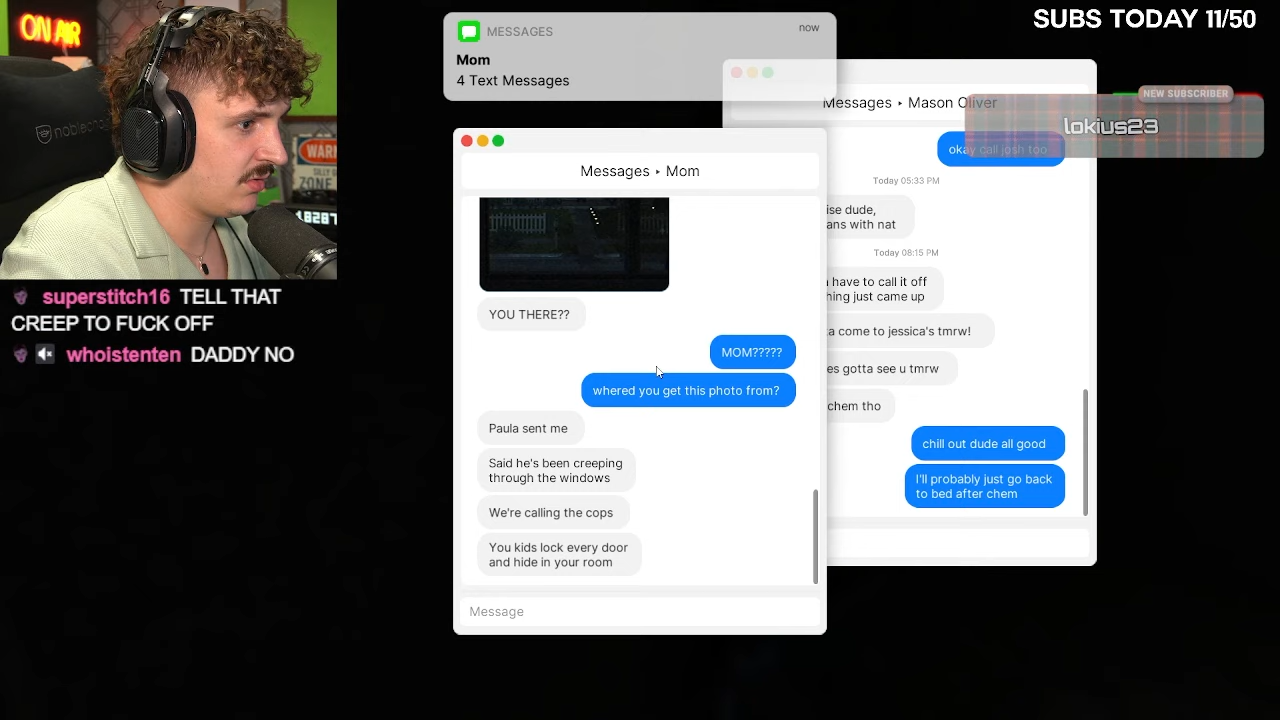 ON AIR
WARN
ZONE
superstitch16 TELL THAT
CREEP TO FUCK OFF
whoistenten DADDY NO
MESSAGES
now
Mom
4 Text Messages
Messages ‣ Mom
YOU THERE??
MOM?????
whered you get this photo from?
Paula sent me
Said he's been creeping
through the windows
We're calling the cops
You kids lock every door
and hide in your room
Message
SUBS TODAY 11/50
NEW SUBSCRIBER
lokius23
Messages ‣ Mason Oliver
okay call josh too
Today 05:33 PM
ise dude,
ans with nat
Today 08:15 PM
have to call it off
hing just came up
a come to jessica's tmrw!
es gotta see u tmrw
chem tho
chill out dude all good
I'll probably just go back
to bed after chem